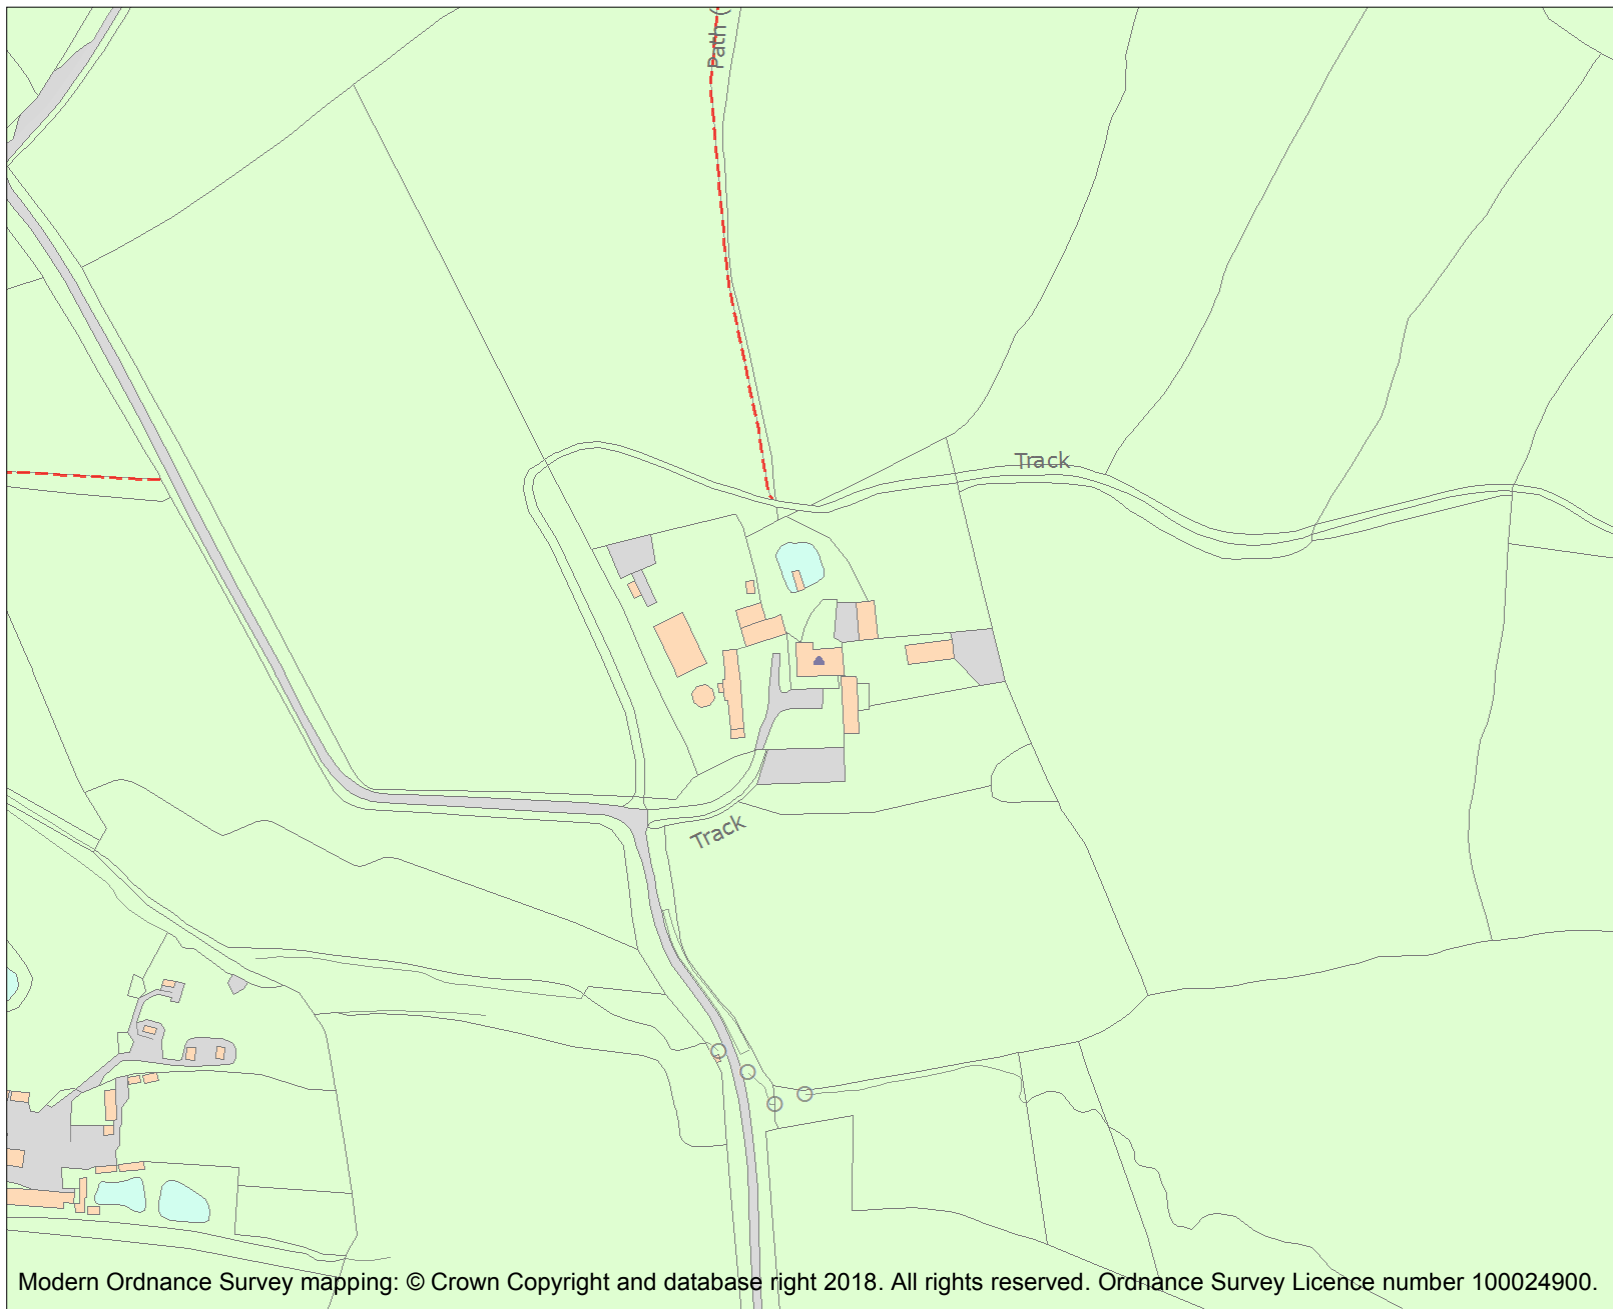 Path (
Track
Track
Modern Ordnance Survey mapping: © Crown Copyright and database right 2018. All rights reserved. Ordnance Survey Licence number 100024900.